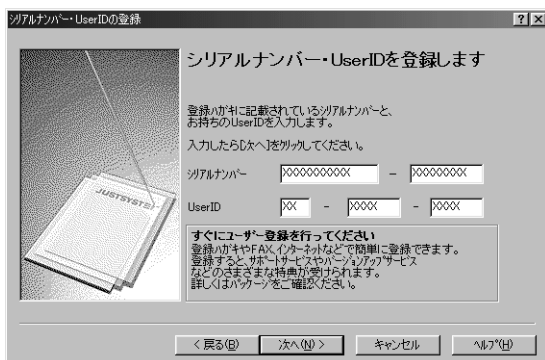 ｼﾘｱﾙﾅﾝﾊﾞｰ･UserIDの登録
シリアルナンバー・UserIDを登録します
登録ﾊｶﾞｷに記載されているｼﾘｱﾙﾅﾝﾊﾞｰと、
お持ちのUserIDを入力します。
入力したら[次へ]をｸﾘｯｸしてください。
ｼﾘｱﾙﾅﾝﾊﾞｰ XXXXXXXXXX - XXXXXXXX
UserID XX - XXXX - XXXX
JUSTSYSTE
すぐにユーザー登録を行ってください
登録ﾊｶﾞｷやFAX、ｲﾝﾀｰﾈｯﾄなどで簡単に登録できます。
登録すると、ｻﾎﾟｰﾄｻｰﾋﾞｽやﾊﾞｰｼﾞｮﾝｱｯﾌﾟｻｰﾋﾞｽ
などのさまざまな特典が受けられます。
詳しくはﾊﾟｯｹｰｼﾞをご確認ください。
< 戻る(B) 次へ(N) > キャンセル ﾍﾙﾌﾟ(H)